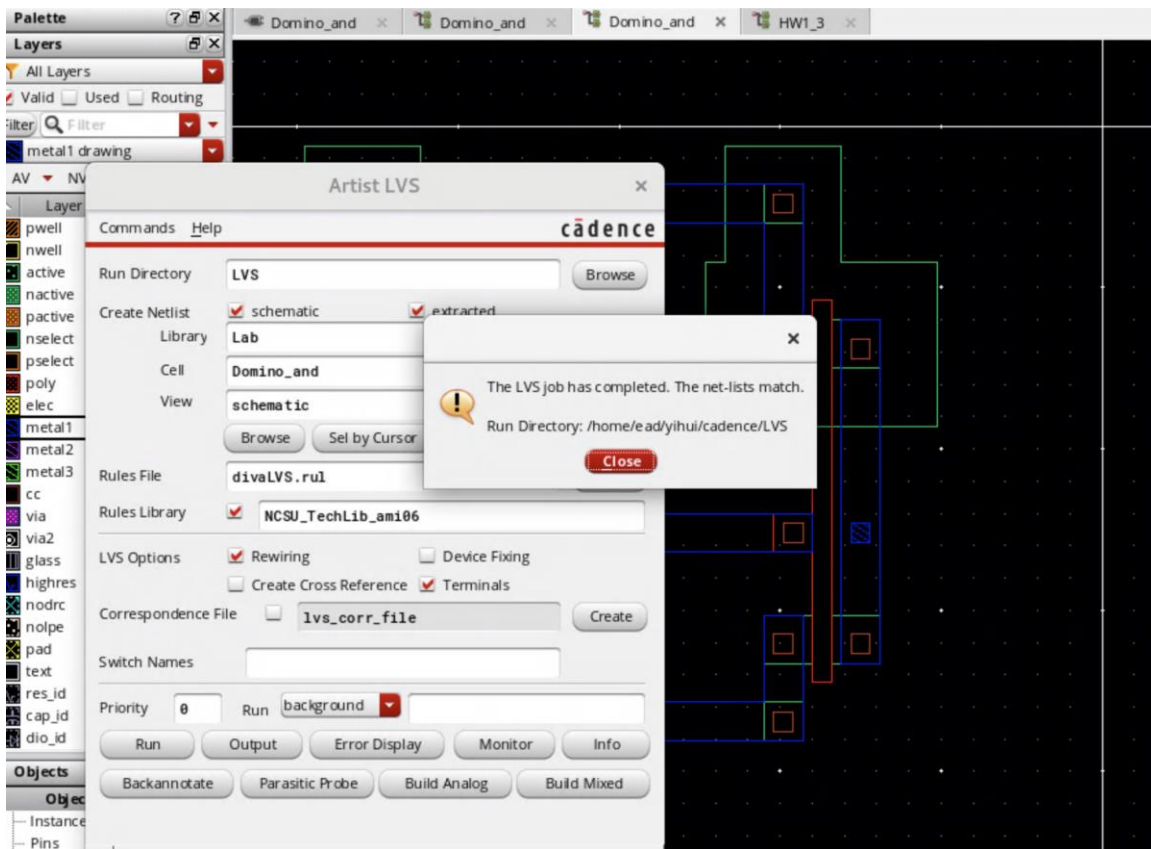 Palette
Domino_and
Domino_and
Domino_and
HW1_3
Layers
All Layers
Valid Used Routing
Filter
metal1 drawing
AV NV
Layer
pwell
nwell
active
nactive
pactive
nselect
pselect
poly
elec
metal1
metal2
metal3
cc
via
via2
glass
highres
nodrc
nolpe
pad
text
res_id
cap_id
dio_id
Objects
Objec
Instance
Pins
Artist LVS
Commands Help
cādence
Run Directory LVS Browse
Create Netlist schematic extracted
Library Lab
Cell Domino_and
View schematic
Browse Sel by Cursor
Rules File divaLVS.rul
Rules Library NCSU_TechLib_ami06
LVS Options Rewiring Device Fixing
Create Cross Reference Terminals
Correspondence File lvs_corr_file Create
Switch Names
Priority 0 Run background
Run Output Error Display Monitor Info
Backannotate Parasitic Probe Build Analog Build Mixed
The LVS job has completed. The net-lists match.
Run Directory: /home/ead/yihui/cadence/LVS
Close